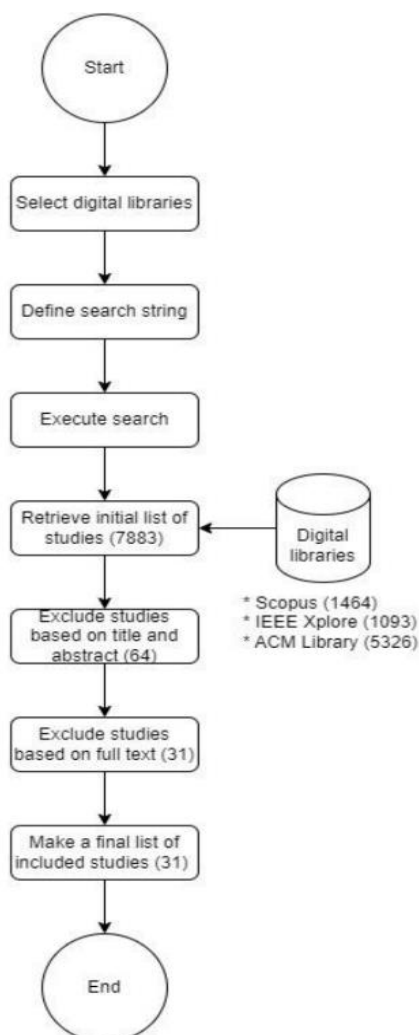 Start
Select digital libraries
Define search string
Execute search
Retrieve initial list of
studies (7883)
Digital
libraries
* Scopus (1464)
* IEEE Xplore (1093)
* ACM Library (5326)
Exclude studies
based on title and
abstract (64)
Exclude studies
based on full text (31)
Make a final list of
included studies (31)
End